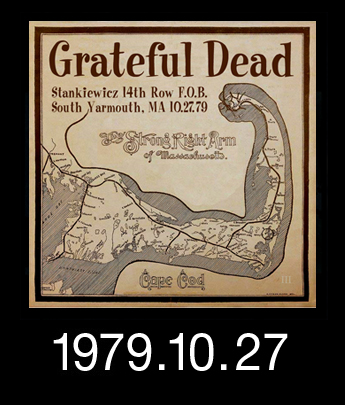 Grateful Dead
Stankiewicz 14th Row F.O.B.
South Yarmouth, MA 10.27.79
The Strong Right Arm
of Massachusetts.
Cape Cod
III
1979.10.27